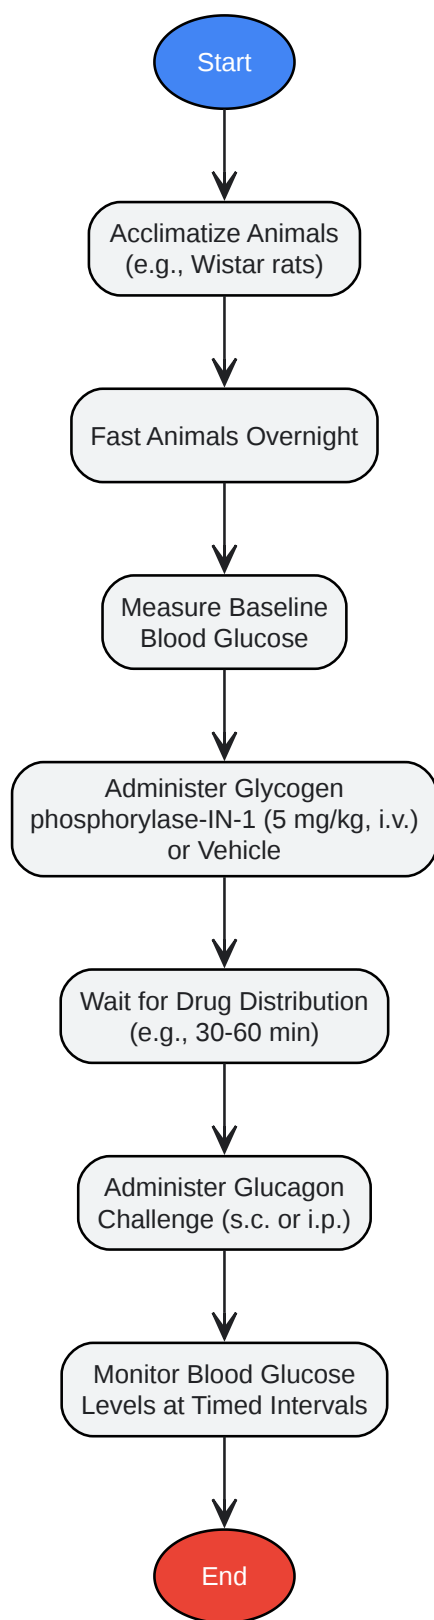 Start
Acclimatize Animals
(e.g., Wistar rats)
Fast Animals Overnight
Measure Baseline
Blood Glucose
Administer Glycogen
phosphorylase-IN-1 (5 mg/kg, i.v.)
or Vehicle
Wait for Drug Distribution
(e.g., 30-60 min)
Administer Glucagon
Challenge (s.c. or i.p.)
Monitor Blood Glucose
Levels at Timed Intervals
End